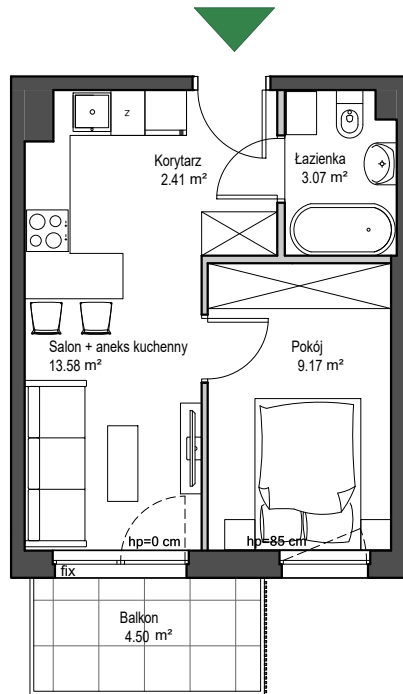 z
Korytarz
2.41 m²
Łazienka
3.07 m²
Salon + aneks kuchenny
13.58 m²
Pokój
9.17 m²
hp=0 cm
hp=85 cm
fix
Balkon
4.50 m²